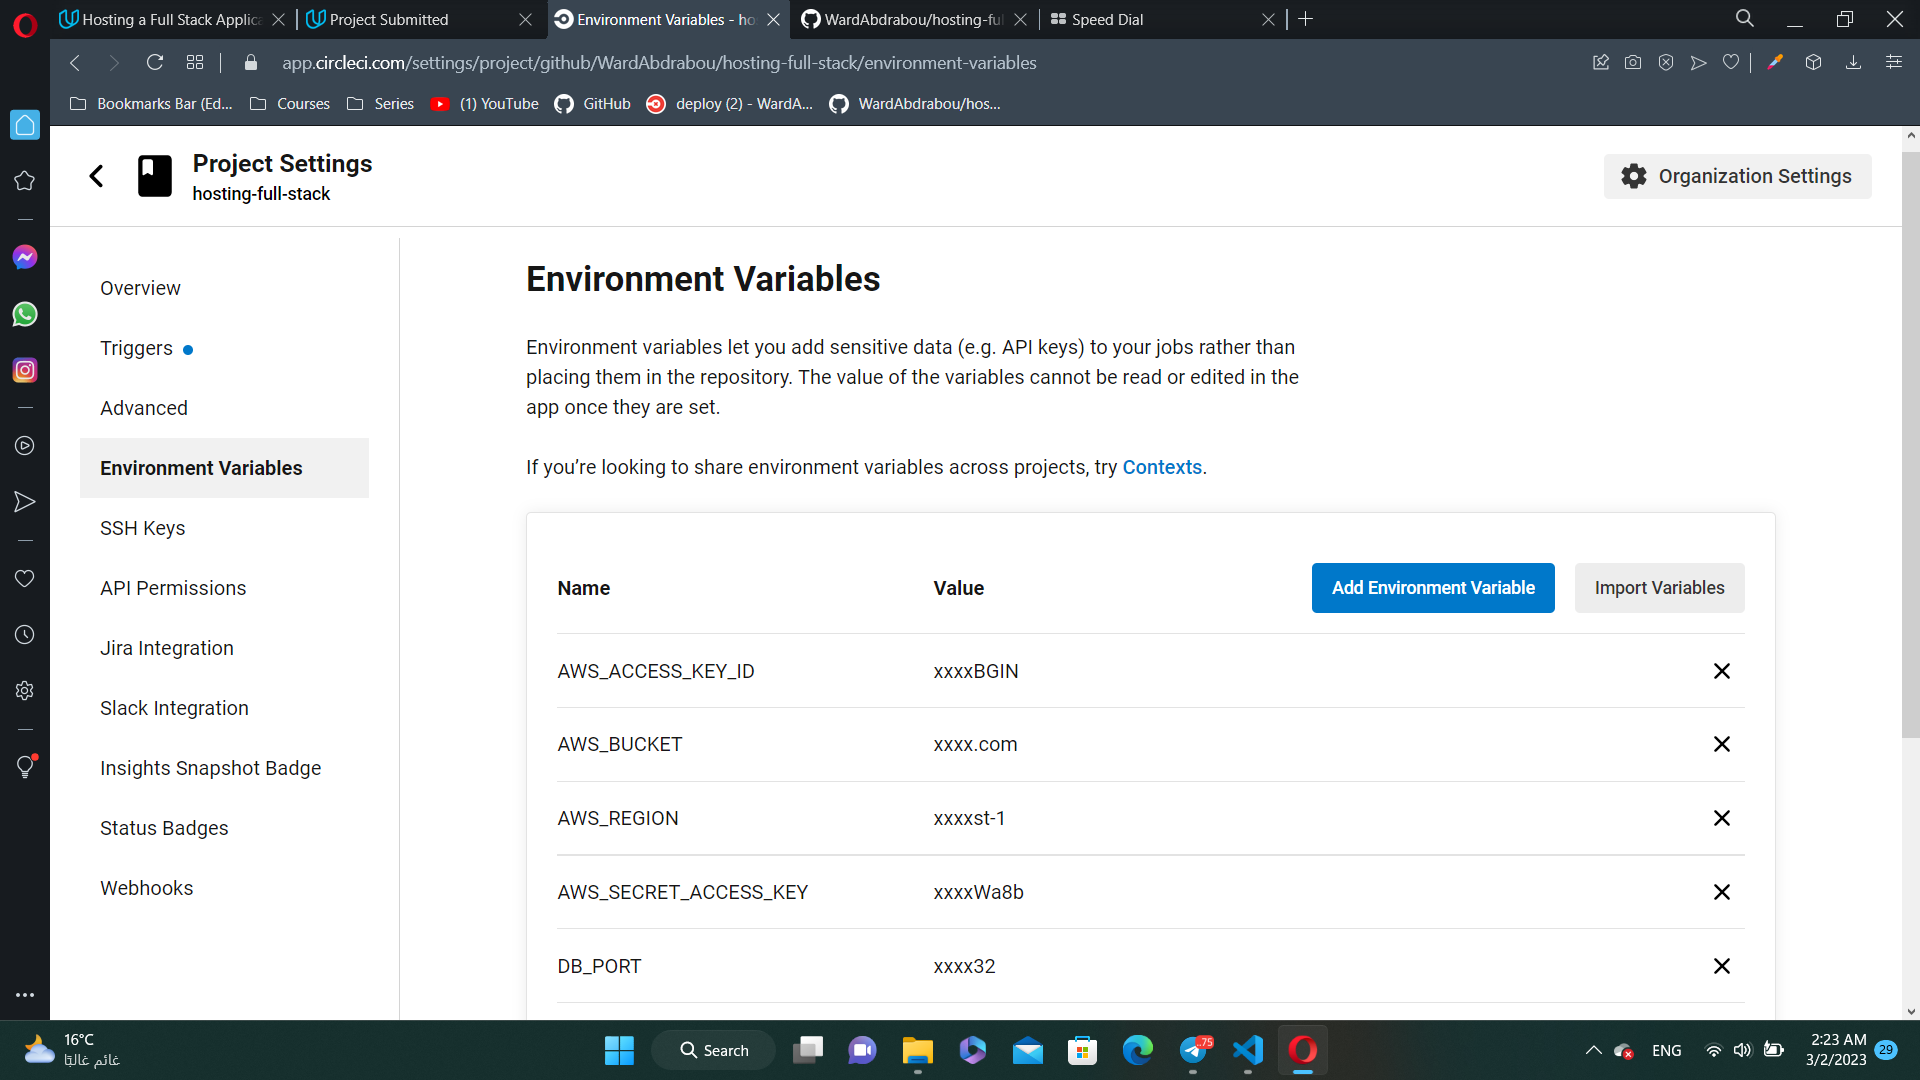 Hosting a Full Stack Applica
Project Submitted
Environment Variables - ho
WardAbdrabou/hosting-ful
Speed Dial
app.circleci.com/settings/project/github/WardAbdrabou/hosting-full-stack/environment-variables
Bookmarks Bar (Ed...
Courses
Series
(1) YouTube
GitHub
deploy (2) - WardA...
WardAbdrabou/hos...
Project Settings
hosting-full-stack
Organization Settings
Overview
Triggers
Advanced
Environment Variables
SSH Keys
API Permissions
Jira Integration
Slack Integration
Insights Snapshot Badge
Status Badges
Webhooks
Environment Variables
Environment variables let you add sensitive data (e.g. API keys) to your jobs rather than
placing them in the repository. The value of the variables cannot be read or edited in the
app once they are set.
If you’re looking to share environment variables across projects, try Contexts.
Name Value Add Environment Variable Import Variables
AWS_ACCESS_KEY_ID xxxxBGIN
AWS_BUCKET xxxx.com
AWS_REGION xxxxst-1
AWS_SECRET_ACCESS_KEY xxxxWa8b
DB_PORT xxxx32
16°C
غائم غالبًا
Search
..75
ENG
2:23 AM
3/2/2023
29